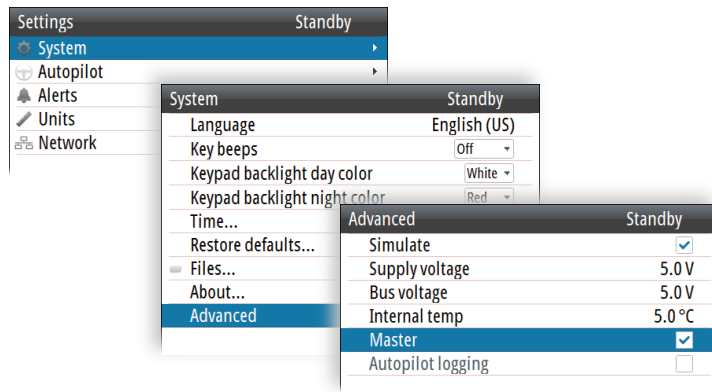 Settings Standby
System
Autopilot
Alerts
Units
Network
System Standby
Language English (US)
Key beeps Off
Keypad backlight day color White
Keypad backlight night color Red
Time...
Restore defaults...
Files...
About...
Advanced
Advanced Standby
Simulate
Supply voltage 5.0 V
Bus voltage 5.0 V
Internal temp 5.0 °C
Master
Autopilot logging